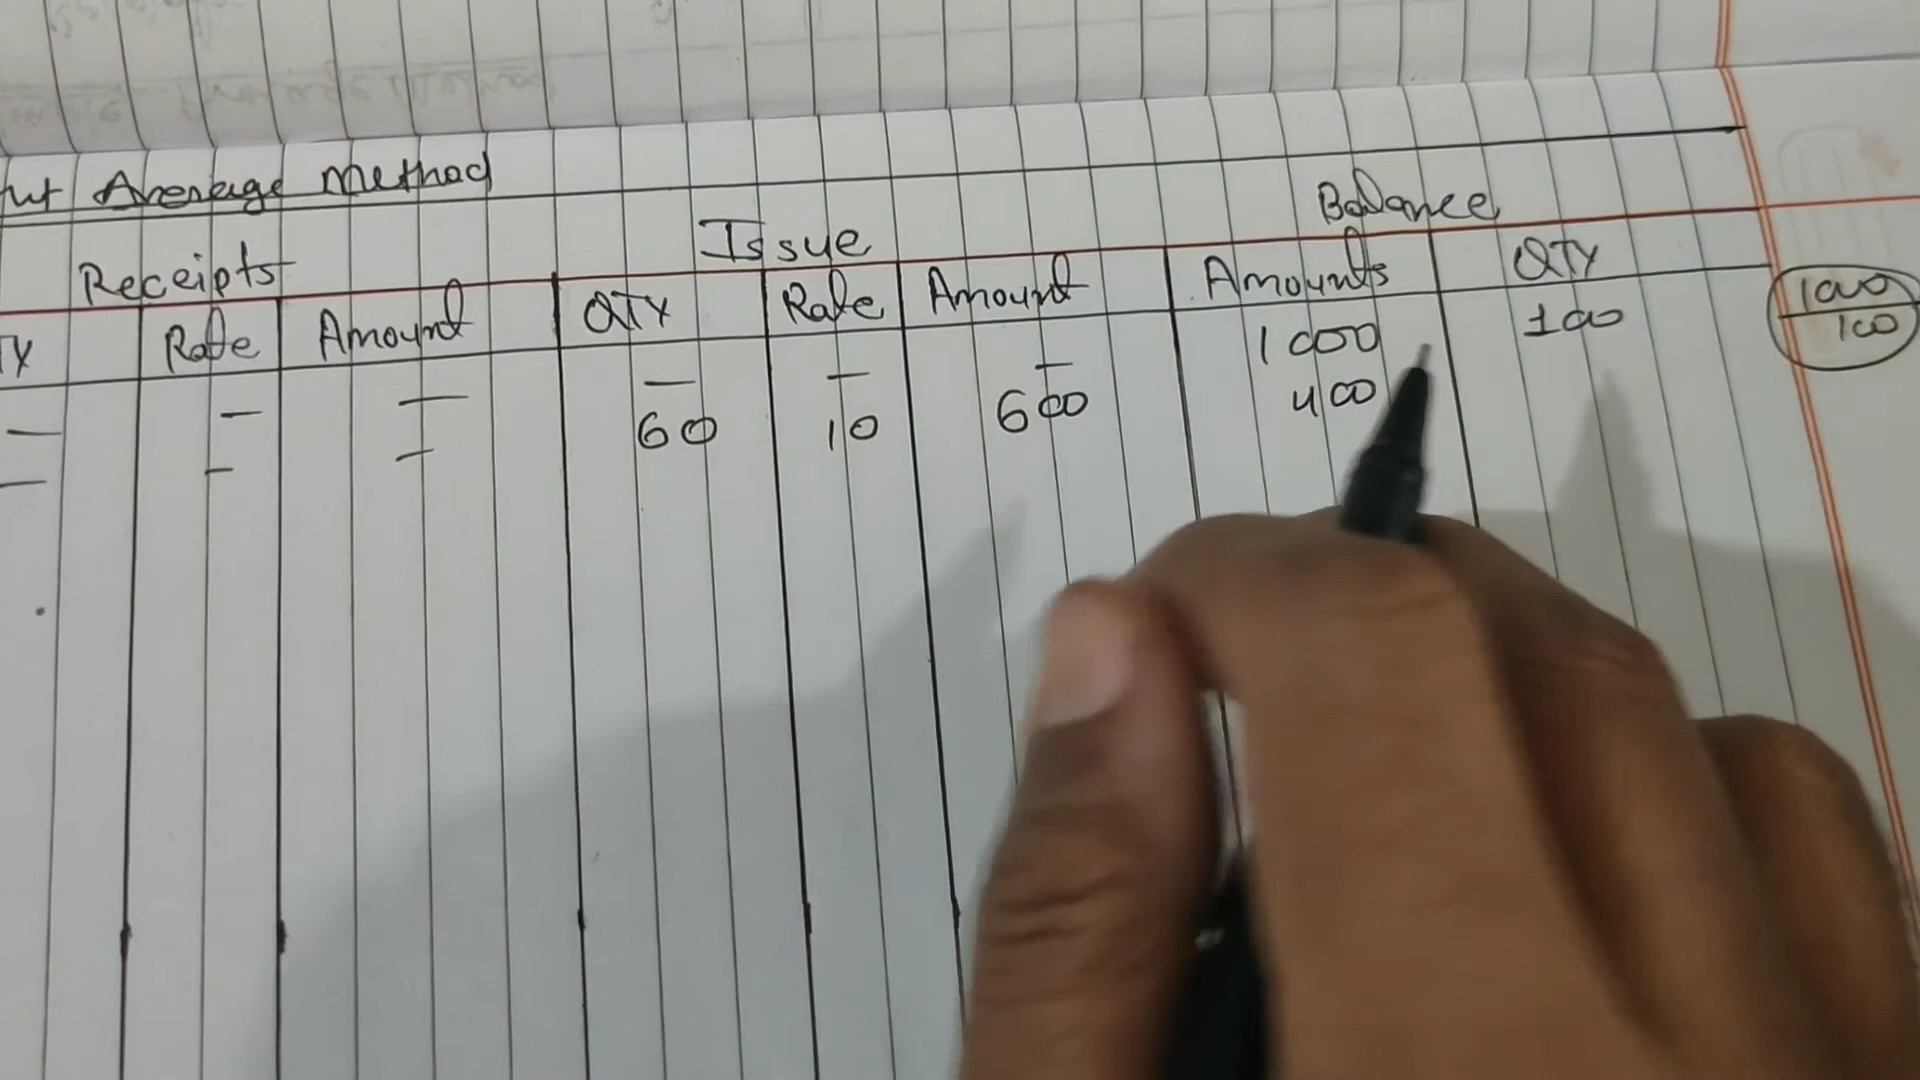 Average Method
Receipts Issue Balance
Rate Amount QTY Rate Amount Amounts QTY
— — — — — — 1000 100
— — — 60 10 600 400
1000
100